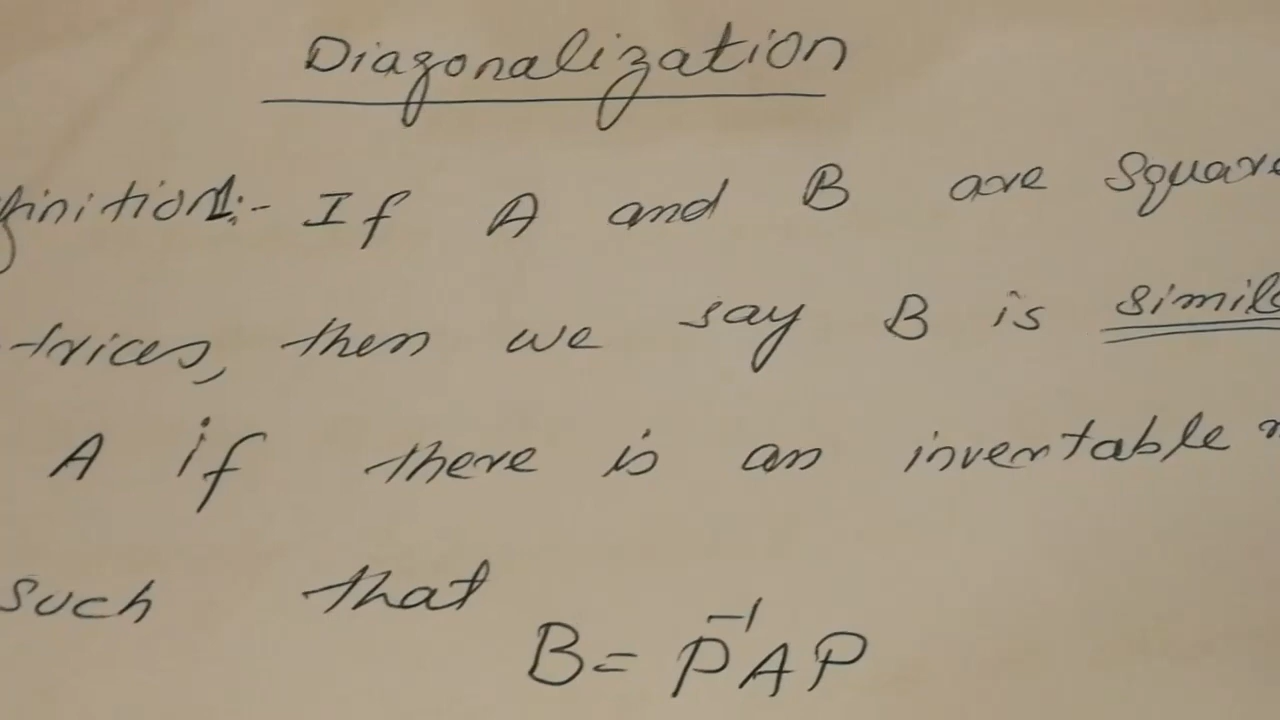 Diagonalization
finition1:- If A and B are square
trices, then we say B is simila
A if there is an invertable
such that
B = P⁻¹AP